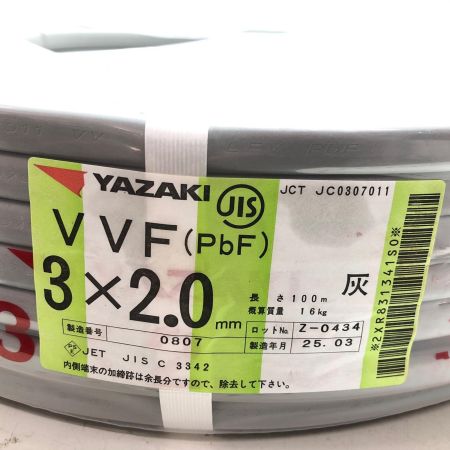 LFV PbF
YAZAKI JIS JCT JC0307011
VVF(PbF)
3×2.0mm
長さ 100m
概算質量 16kg
灰
製造番号 0807
ロットNo. Z-0434
製造年月 25.03
JET JIS C 3342
内側端末の加締跡は余長分ですので、除去して下さい。
※2XR831341S0※
3